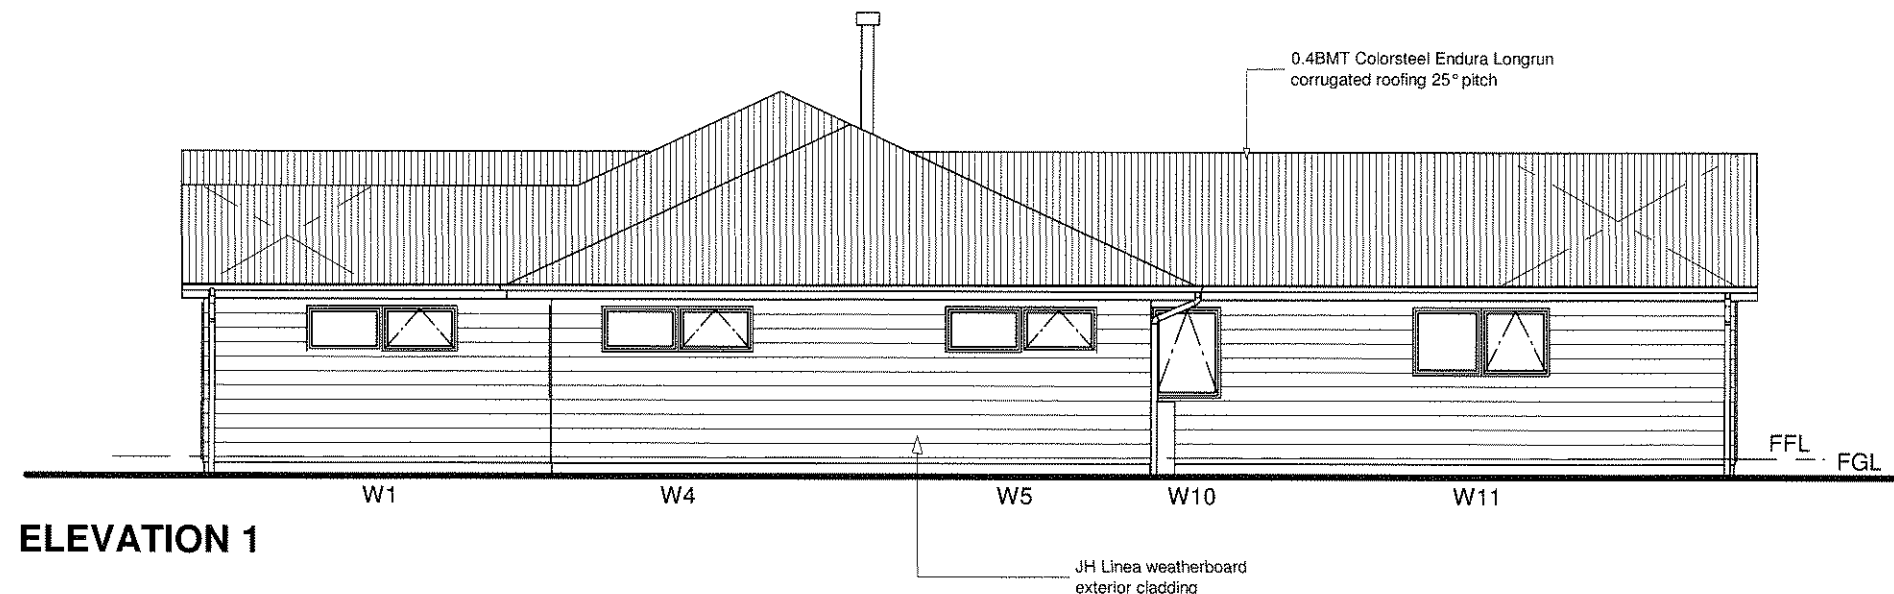 0.4BMT Colorsteel Endura Longrun
corrugated roofing 25° pitch
FFL
FGL
W1 W4 W5 W10 W11
ELEVATION 1
JH Linea weatherboard
exterior cladding